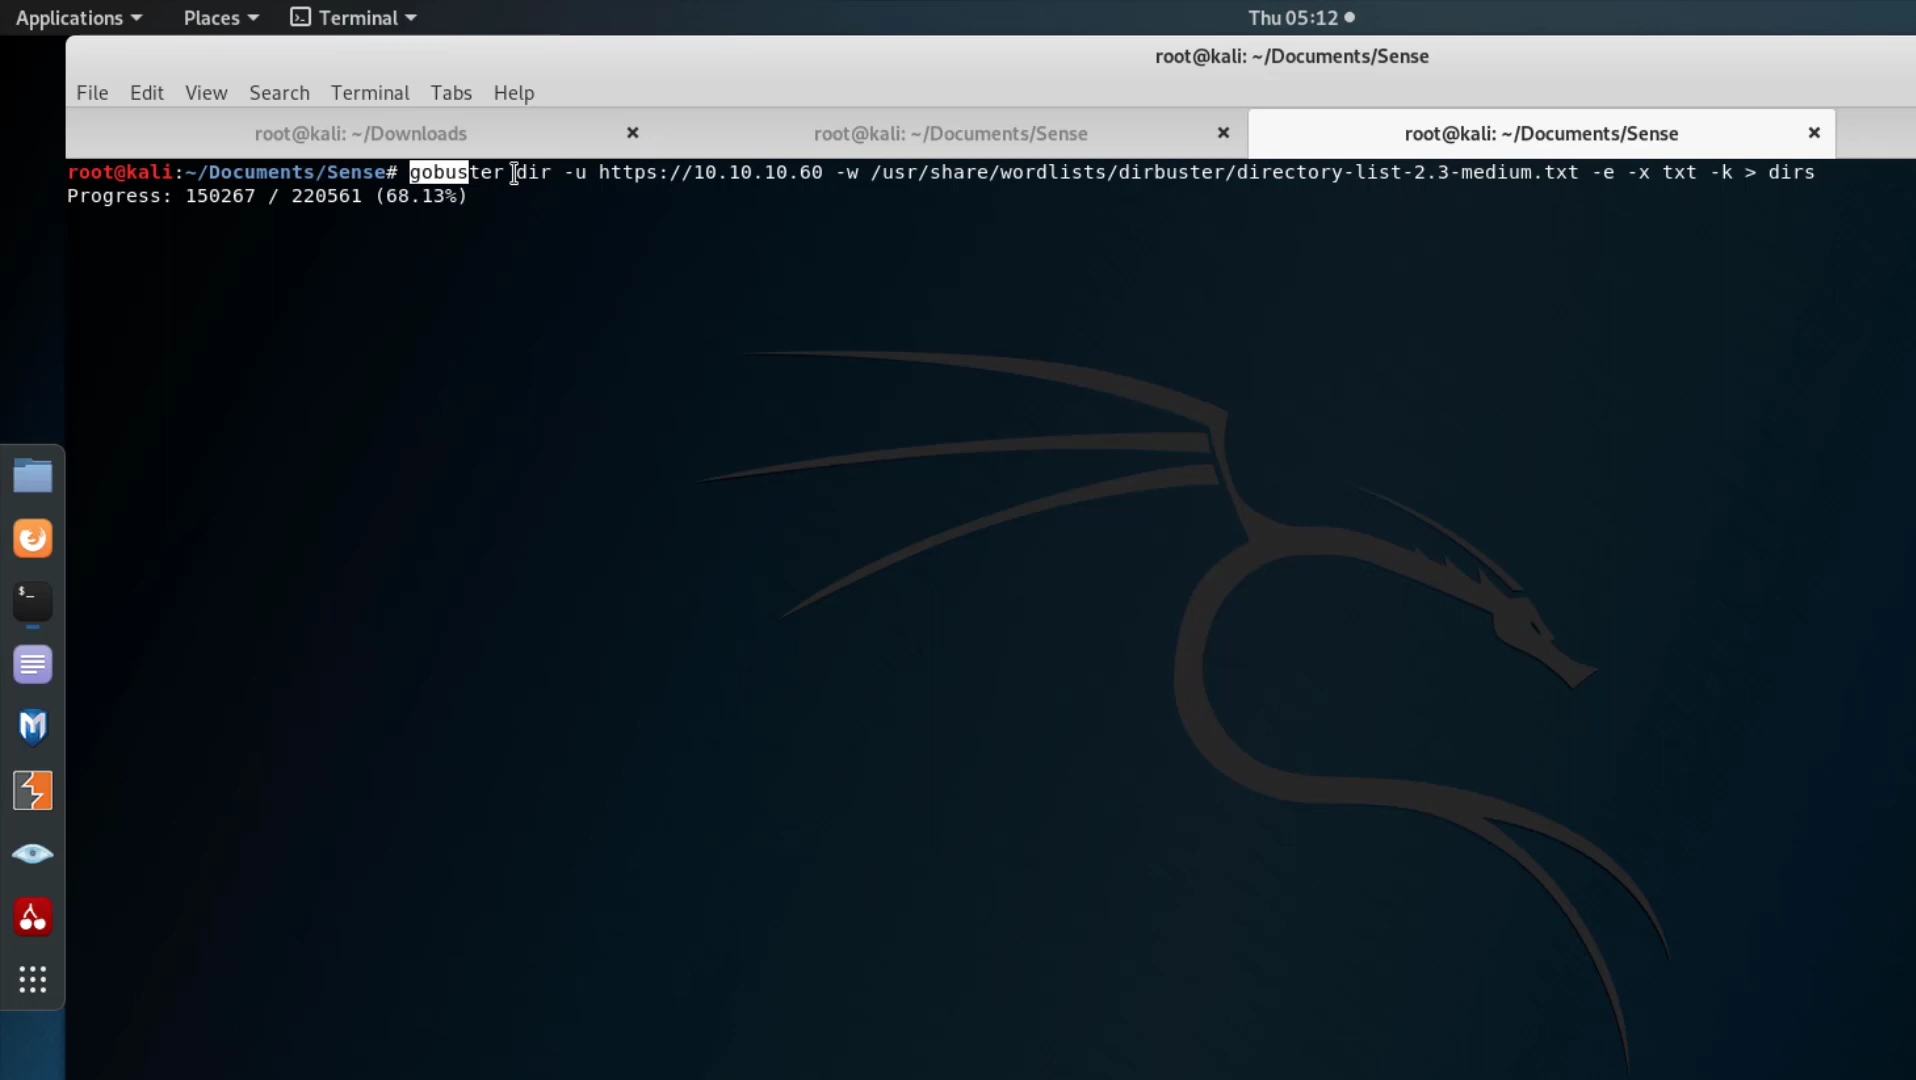 Applications Places Terminal Thu 05:12
root@kali: ~/Documents/Sense
File Edit View Search Terminal Tabs Help
root@kali: ~/Downloads root@kali: ~/Documents/Sense root@kali: ~/Documents/Sense
root@kali:~/Documents/Sense# gobuster dir -u https://10.10.10.60 -w /usr/share/wordlists/dirbuster/directory-list-2.3-medium.txt -e -x txt -k > dirs
Progress: 150267 / 220561 (68.13%)
$_